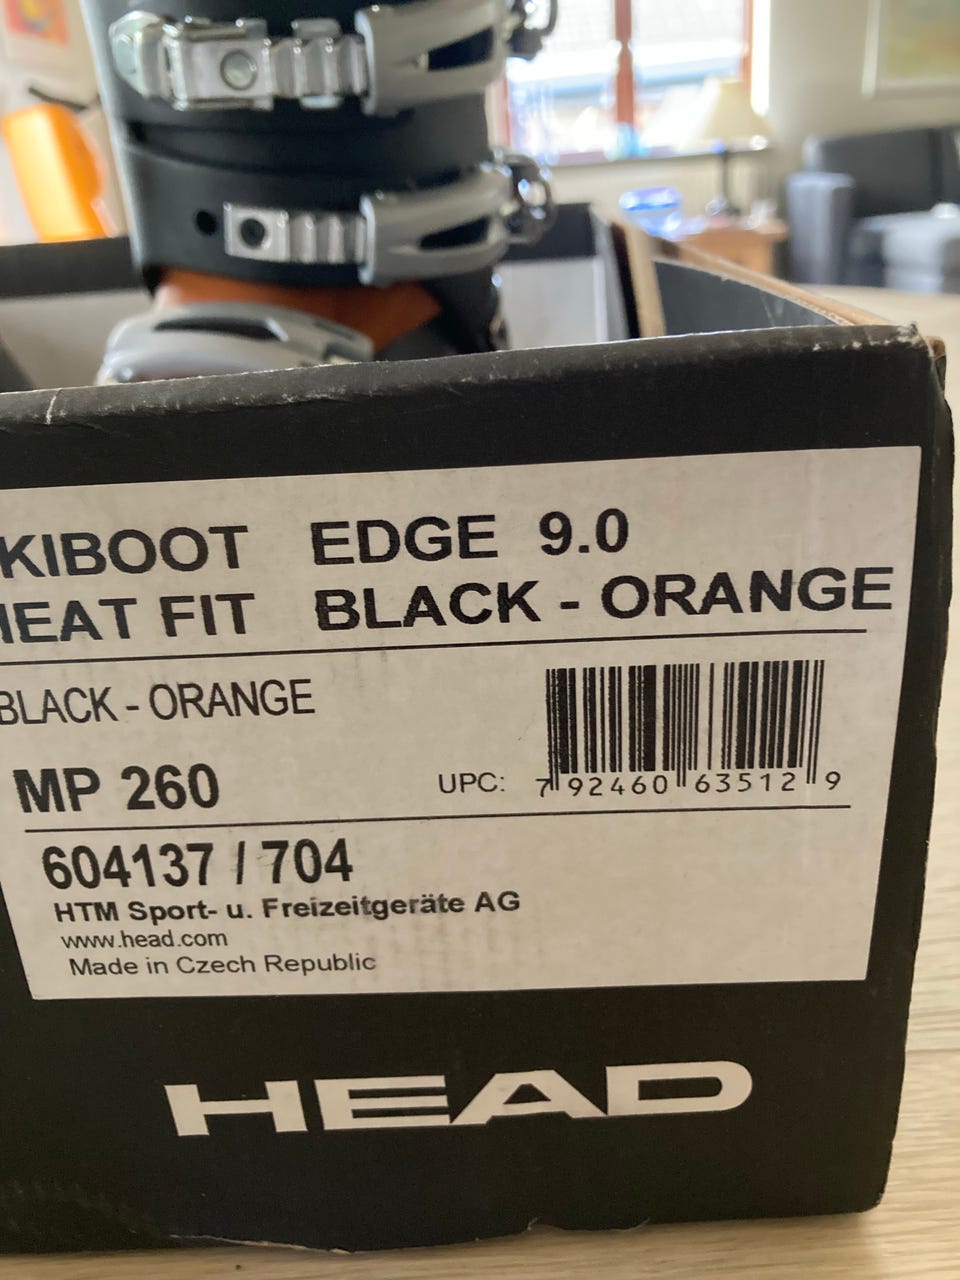 KIBOOT EDGE 9.0
HEAT FIT BLACK - ORANGE
BLACK - ORANGE
MP 260
UPC: 7 92460 63512 9
604137 / 704
HTM Sport- u. Freizeitgeräte AG
www.head.com
Made in Czech Republic
HEAD